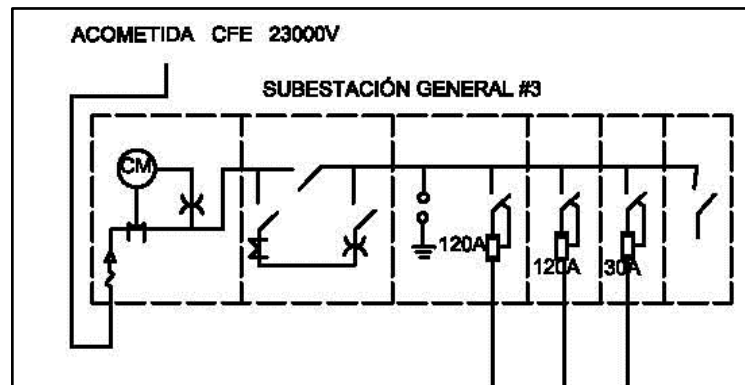 ACOMETIDA CFE 23000V
SUBESTACIÓN GENERAL #3
CM
120A
120A
30A